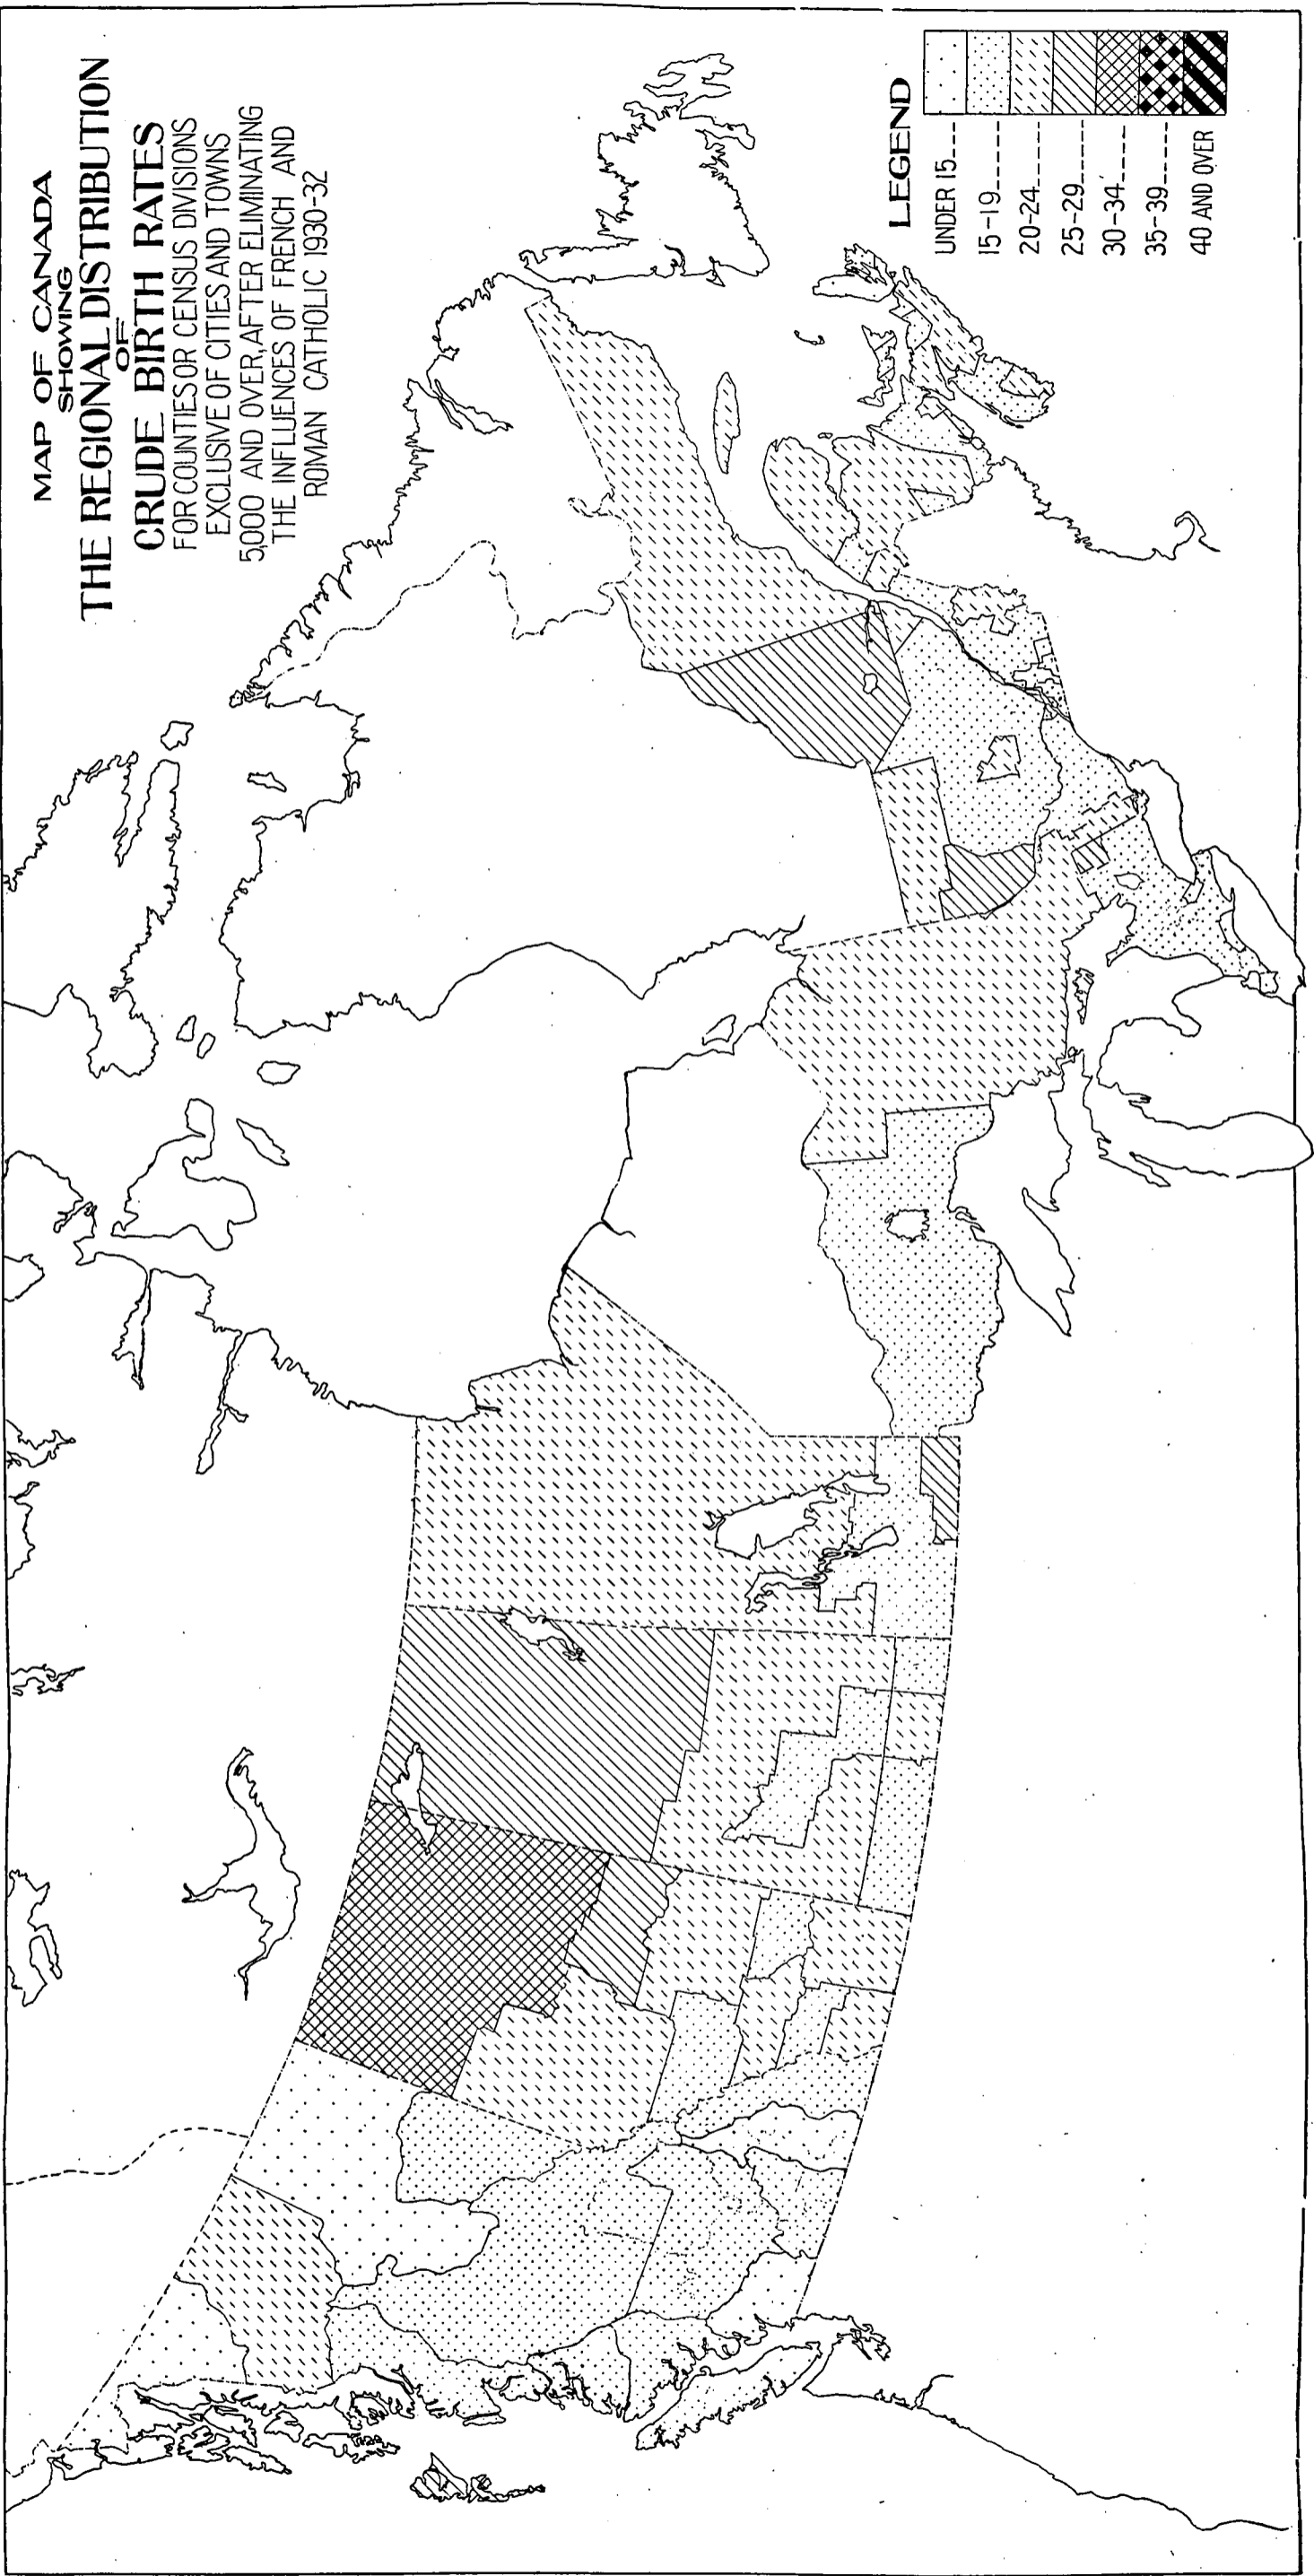 MAP OF CANADA
SHOWING
THE REGIONAL DISTRIBUTION
OF
CRUDE BIRTH RATES
FOR COUNTIES OR CENSUS DIVISIONS
EXCLUSIVE OF CITIES AND TOWNS
5,000 AND OVER, AFTER ELIMINATING
THE INFLUENCES OF FRENCH AND
ROMAN CATHOLIC 1930-32
LEGEND
UNDER 15
15-19
20-24
25-29
30-34
35-39
40 AND OVER